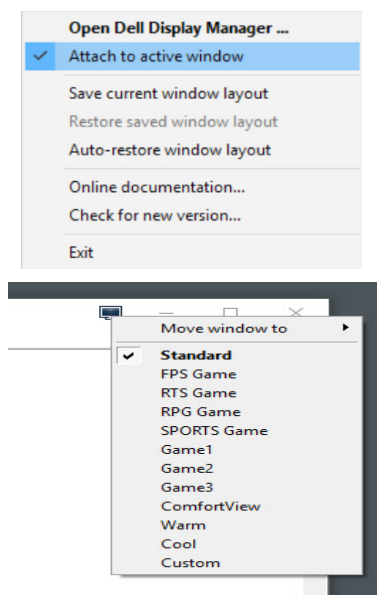 Open Dell Display Manager ...
Attach to active window
Save current window layout
Restore saved window layout
Auto-restore window layout
Online documentation...
Check for new version...
Exit
Move window to
Standard
FPS Game
RTS Game
RPG Game
SPORTS Game
Game1
Game2
Game3
ComfortView
Warm
Cool
Custom